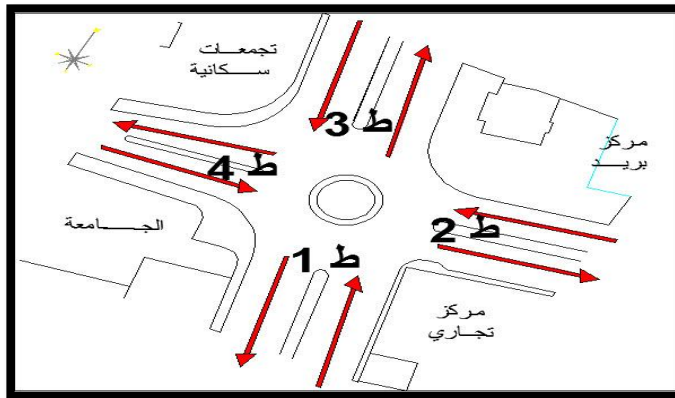 تجمعات
سكانية
ط 3
مركز
بريد
ط 4
ط 2
الجامعة
ط 1
مركز
تجاري